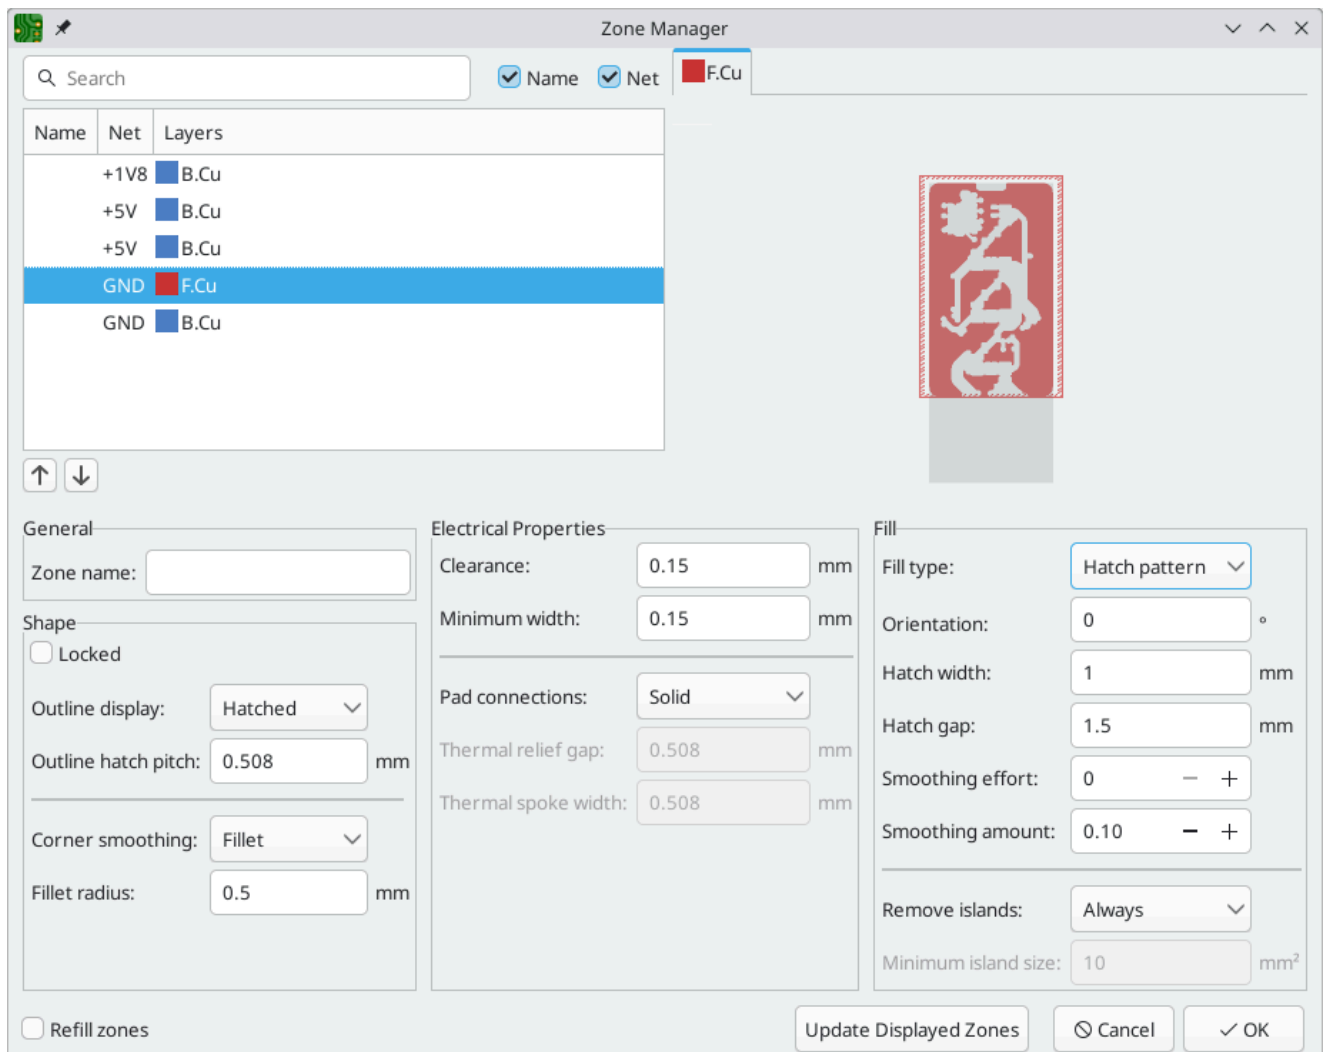 Zone Manager
Search
Name
Net
F.Cu
Name Net Layers
+1V8 B.Cu
+5V B.Cu
+5V B.Cu
GND F.Cu
GND B.Cu
General
Zone name:
Shape
Locked
Outline display: Hatched
Outline hatch pitch: 0.508 mm
Corner smoothing: Fillet
Fillet radius: 0.5 mm
Electrical Properties
Clearance: 0.15 mm
Minimum width: 0.15 mm
Pad connections: Solid
Thermal relief gap: 0.508 mm
Thermal spoke width: 0.508 mm
Fill
Fill type: Hatch pattern
Orientation: 0 °
Hatch width: 1 mm
Hatch gap: 1.5 mm
Smoothing effort: 0 − +
Smoothing amount: 0.10 − +
Remove islands: Always
Minimum island size: 10 mm²
Refill zones
Update Displayed Zones
Cancel
OK